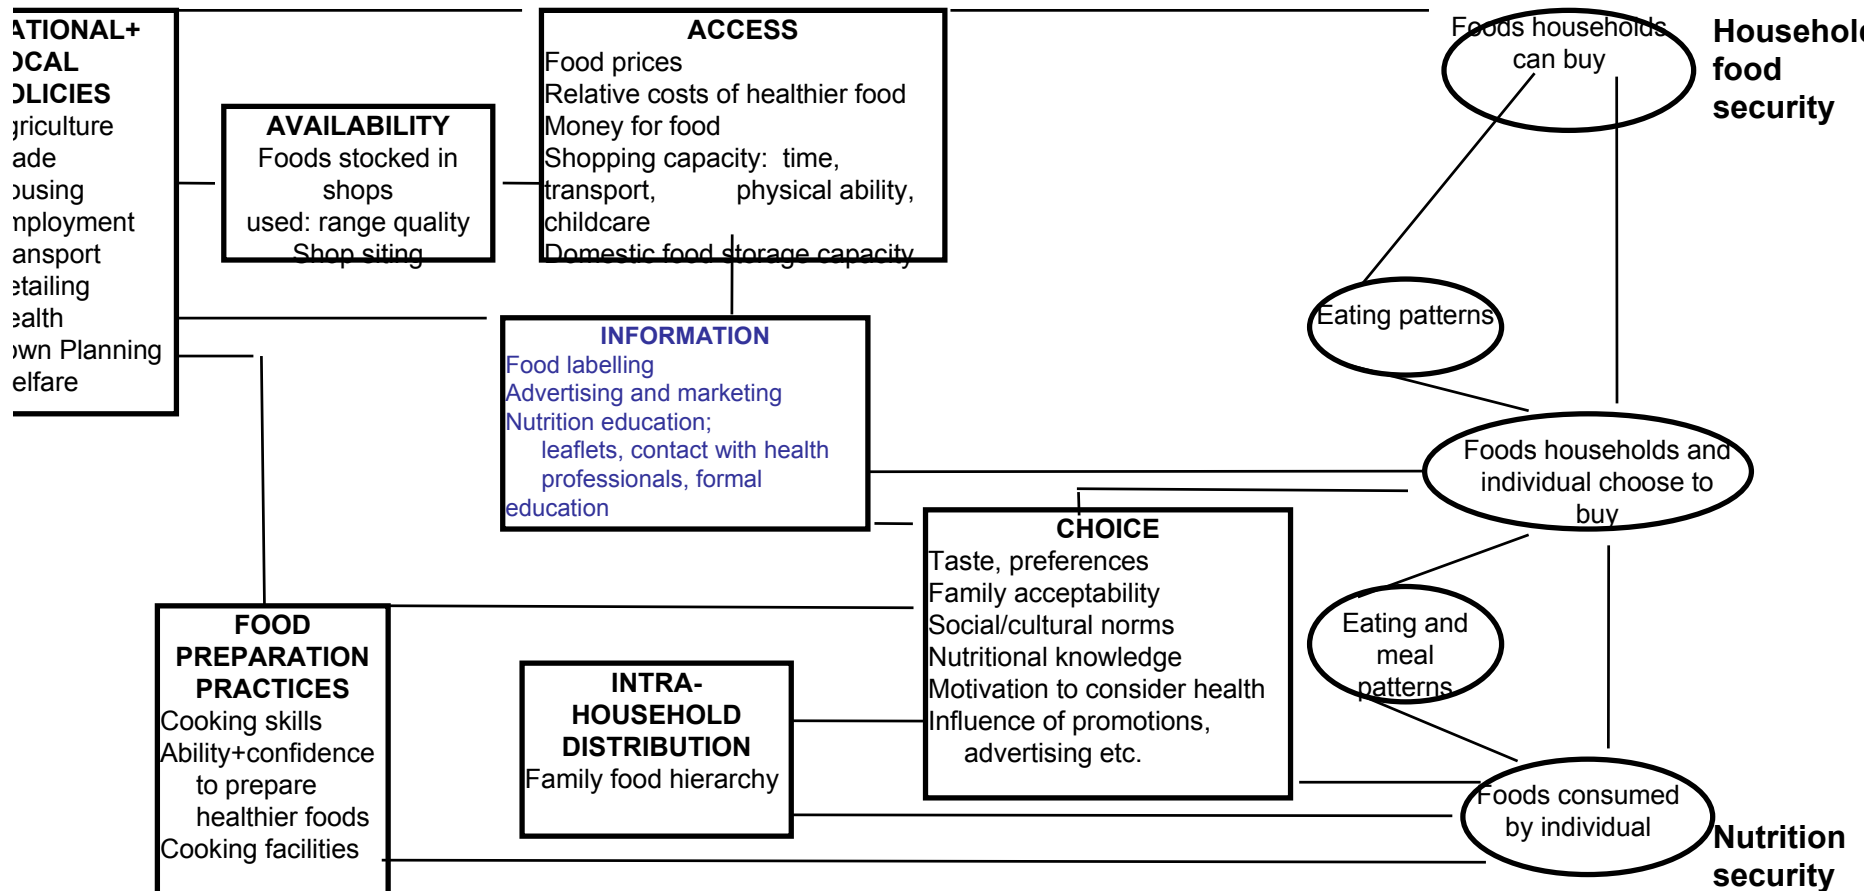 ATIONAL+
OCAL
OLICIES
griculture
ade
ousing
mployment
ansport
etailing
ealth
own Planning
elfare
AVAILABILITY
Foods stocked in
shops
used: range quality
Shop siting
ACCESS
Food prices
Relative costs of healthier food
Money for food
Shopping capacity: time,
transport, physical ability,
childcare
Domestic food storage capacity
Foods households
can buy
Household
food
security
INFORMATION
Food labelling
Advertising and marketing
Nutrition education;
leaflets, contact with health
professionals, formal
education
Eating patterns
Foods households and
individual choose to
buy
CHOICE
Taste, preferences
Family acceptability
Social/cultural norms
Nutritional knowledge
Motivation to consider health
Influence of promotions,
advertising etc.
Eating and
meal
patterns
FOOD
PREPARATION
PRACTICES
Cooking skills
Ability+confidence
to prepare
healthier foods
Cooking facilities
INTRA-
HOUSEHOLD
DISTRIBUTION
Family food hierarchy
Foods consumed
by individual
Nutrition
security